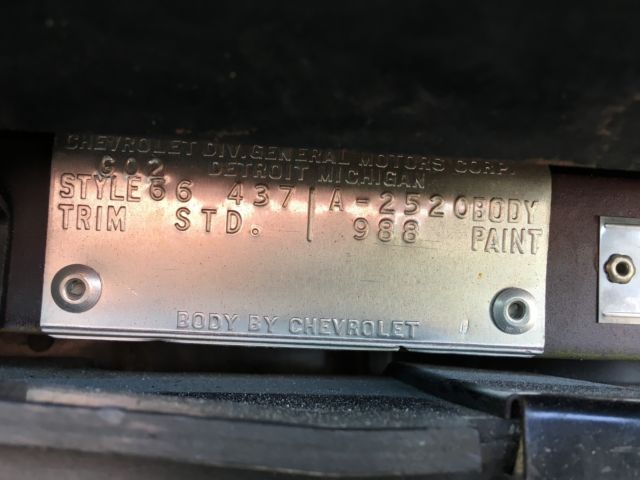 CHEVROLET DIV. GENERAL MOTORS CORP.
C02 DETROIT MICHIGAN
STYLE 66 437 A-2520 BODY
TRIM STD. 988 PAINT
BODY BY CHEVROLET